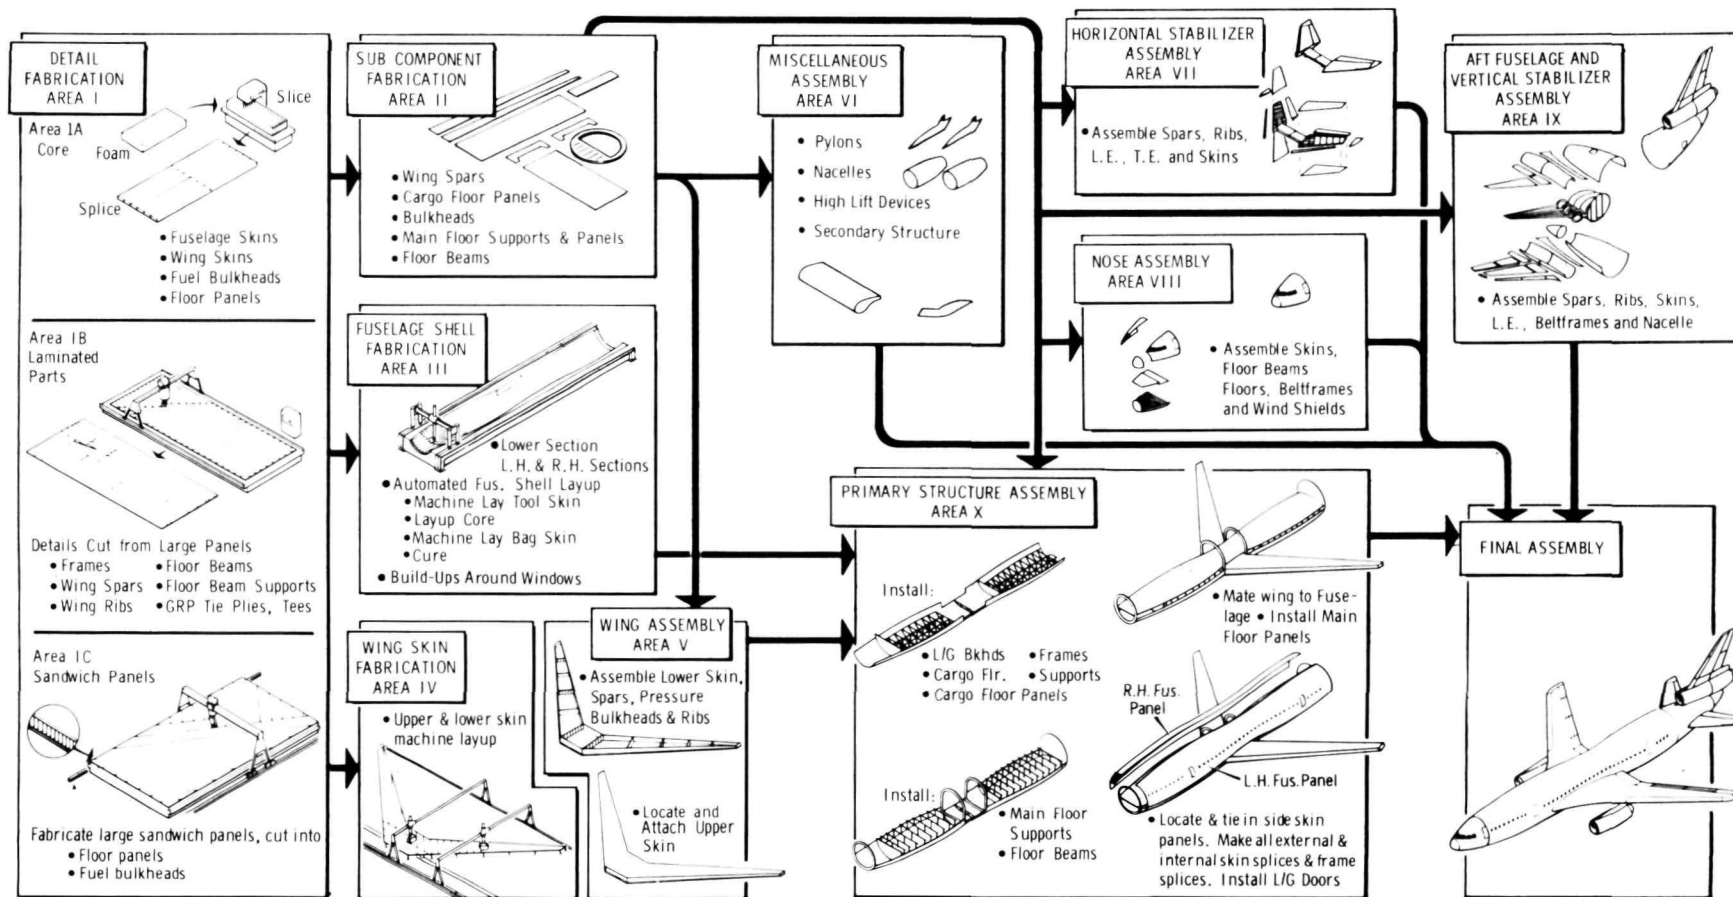 DETAIL
FABRICATION
AREA I
Area 1A
Core
Slice
Foam
Splice
• Fuselage Skins
• Wing Skins
• Fuel Bulkheads
• Floor Panels
Area 1B
Laminated
Parts
Details Cut from Large Panels
• Frames • Floor Beams
• Wing Spars • Floor Beam Supports
• Wing Ribs • GRP Tie Plies, Tees
Area 1C
Sandwich Panels
Fabricate large sandwich panels, cut into
• Floor panels
• Fuel bulkheads
SUB COMPONENT
FABRICATION
AREA II
• Wing Spars
• Cargo Floor Panels
• Bulkheads
• Main Floor Supports & Panels
• Floor Beams
FUSELAGE SHELL
FABRICATION
AREA III
• Lower Section
L.H. & R.H. Sections
• Automated Fus. Shell Layup
• Machine Lay Tool Skin
• Layup Core
• Machine Lay Bag Skin
• Cure
• Build-Ups Around Windows
WING SKIN
FABRICATION
AREA IV
• Upper & lower skin
machine layup
WING ASSEMBLY
AREA V
• Assemble Lower Skin,
Spars, Pressure
Bulkheads & Ribs
• Locate and
Attach Upper
Skin
MISCELLANEOUS
ASSEMBLY
AREA VI
• Pylons
• Nacelles
• High Lift Devices
• Secondary Structure
HORIZONTAL STABILIZER
ASSEMBLY
AREA VII
• Assemble Spars, Ribs,
L.E., T.E. and Skins
NOSE ASSEMBLY
AREA VIII
• Assemble Skins,
Floor Beams
Floors, Beltframes
and Wind Shields
AFT FUSELAGE AND
VERTICAL STABILIZER
ASSEMBLY
AREA IX
• Assemble Spars, Ribs, Skins,
L.E., Beltframes and Nacelle
PRIMARY STRUCTURE ASSEMBLY
AREA X
Install:
• L/G Bkhds • Frames
• Cargo Flr. • Supports
• Cargo Floor Panels
Install:
• Main Floor
Supports
• Floor Beams
• Mate wing to Fuse-
lage • Install Main
Floor Panels
R.H. Fus.
Panel
L.H. Fus. Panel
• Locate & tie in side skin
panels. Make all external &
internal skin splices & frame
splices. Install L/G Doors
FINAL ASSEMBLY